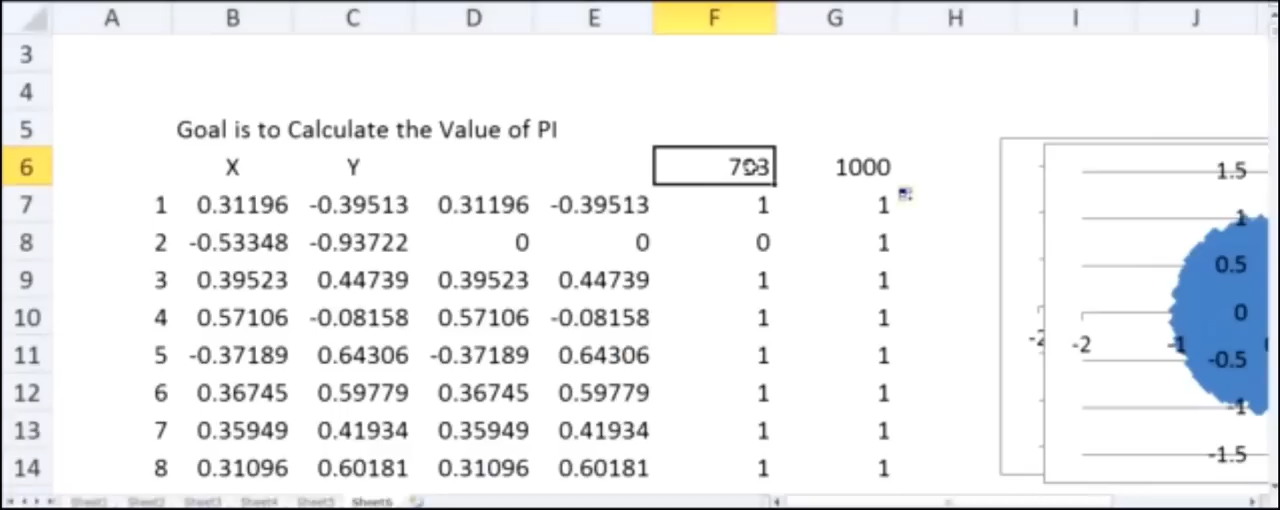 A B C D E F G H I J
3
4
5 Goal is to Calculate the Value of PI
6 X Y 1000 1.5
7 1 0.31196 -0.39513 0.31196 -0.39513 1 1 1
8 2 -0.53348 -0.93722 0 0 0 1
9 3 0.39523 0.44739 0.39523 0.44739 1 1 0.5
10 4 0.57106 -0.08158 0.57106 -0.08158 1 1 0
-2 -2 -1
11 5 -0.37189 0.64306 -0.37189 0.64306 1 1 -0.5
12 6 0.36745 0.59779 0.36745 0.59779 1 1 -1
13 7 0.35949 0.41934 0.35949 0.41934 1 1
14 8 0.31096 0.60181 0.31096 0.60181 1 1 -1.5
Sheet1 Sheet2 Sheet3 Sheet4 Sheet5 Sheet6